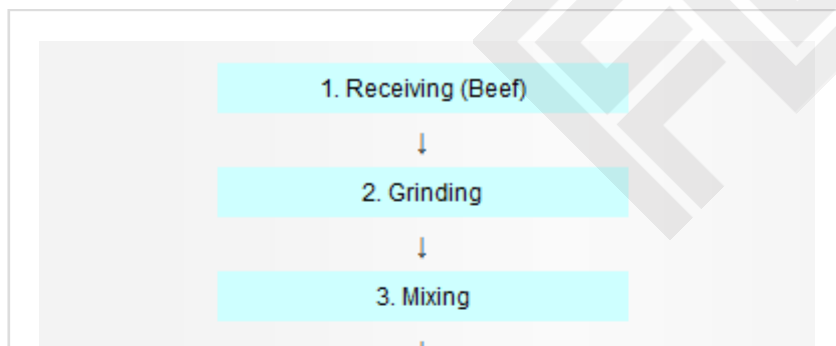 1. Receiving (Beef)
↓
2. Grinding
↓
3. Mixing